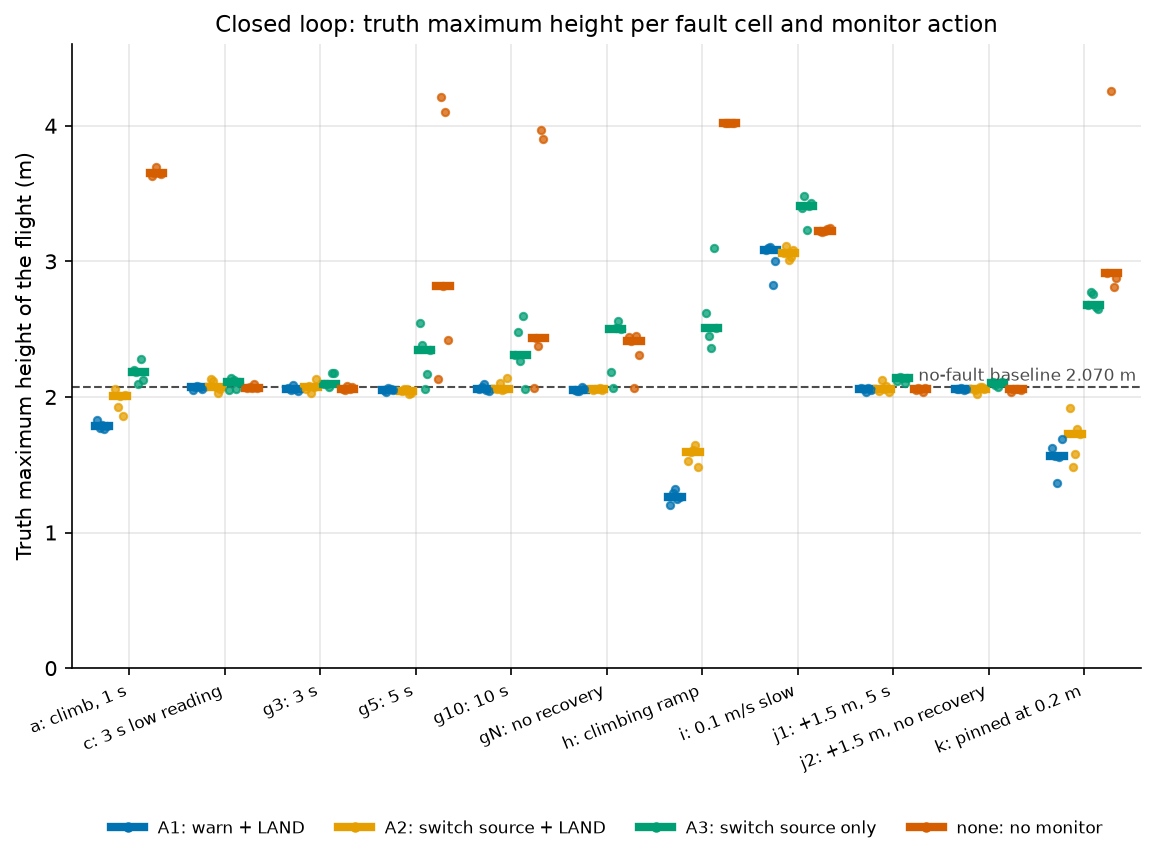 Closed loop: truth maximum height per fault cell and monitor action
Truth maximum height of the flight (m)
4
3
2
1
0
no-fault baseline 2.070 m
a: climb, 1 s
c: 3 s low reading
g3: 3 s
g5: 5 s
g10: 10 s
gN: no recovery
h: climbing ramp
i: 0.1 m/s slow
j1: +1.5 m, 5 s
j2: +1.5 m, no recovery
k: pinned at 0.2 m
A1: warn + LAND
A2: switch source + LAND
A3: switch source only
none: no monitor